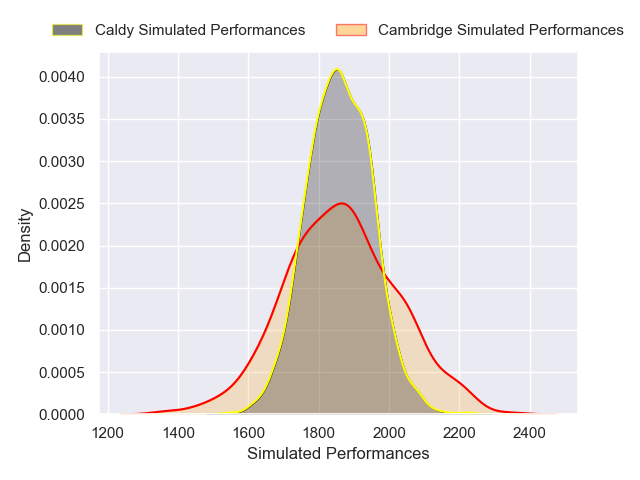 Caldy Simulated Performances
Cambridge Simulated Performances
0.0040
0.0035
0.0030
0.0025
0.0020
0.0015
0.0010
0.0005
0.0000
Density
1200 1400 1600 1800 2000 2200 2400
Simulated Performances